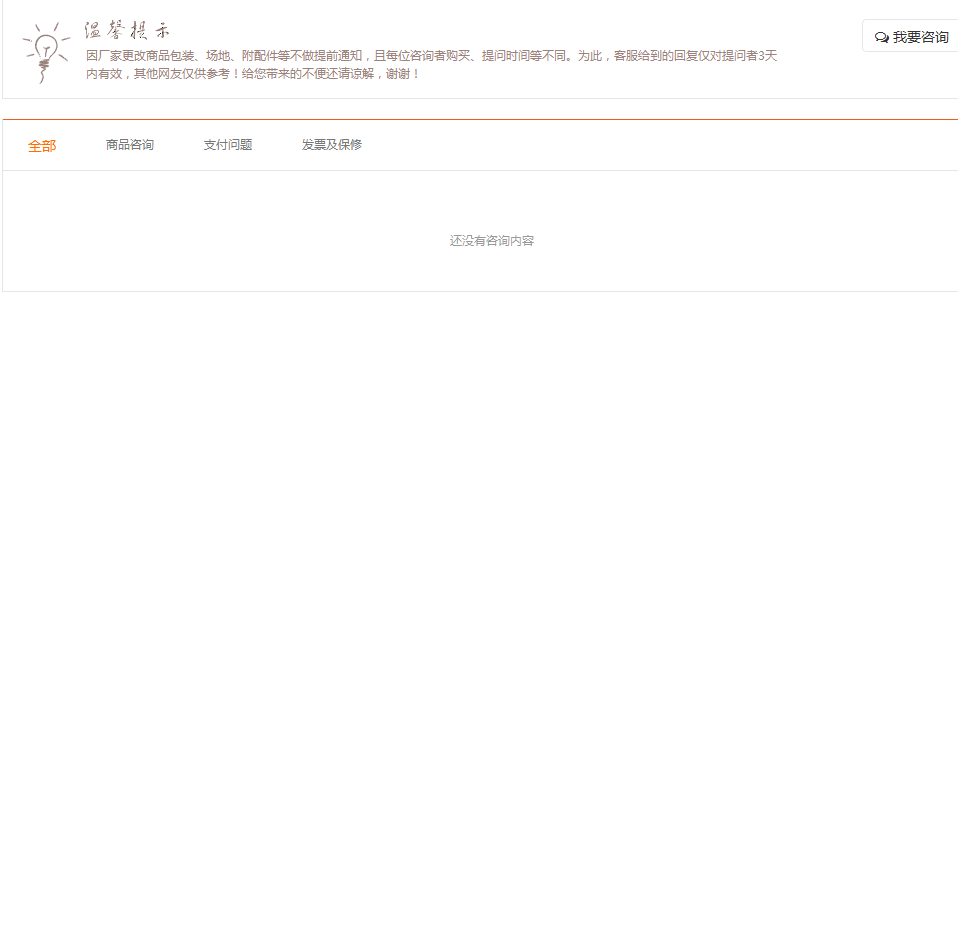 温馨提示
因厂家更改商品包装、场地、附配件等不做提前通知，且每位咨询者购买、提问时间等不同。为此，客服给到的回复仅对提问者3天
内有效，其他网友仅供参考！给您带来的不便还请谅解，谢谢！
我要咨询
全部 商品咨询 支付问题 发票及保修
还没有咨询内容